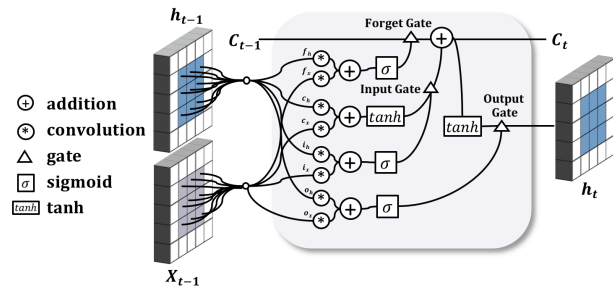 h_{t-1}
Forget Gate
C_{t-1}
C_t
f_h
f_x
σ
Input Gate
addition
convolution
gate
σ sigmoid
tanh tanh
c_h
c_x
tanh
i_h
i_x
σ
o_h
o_x
σ
Output
Gate
tanh
h_t
X_{t-1}